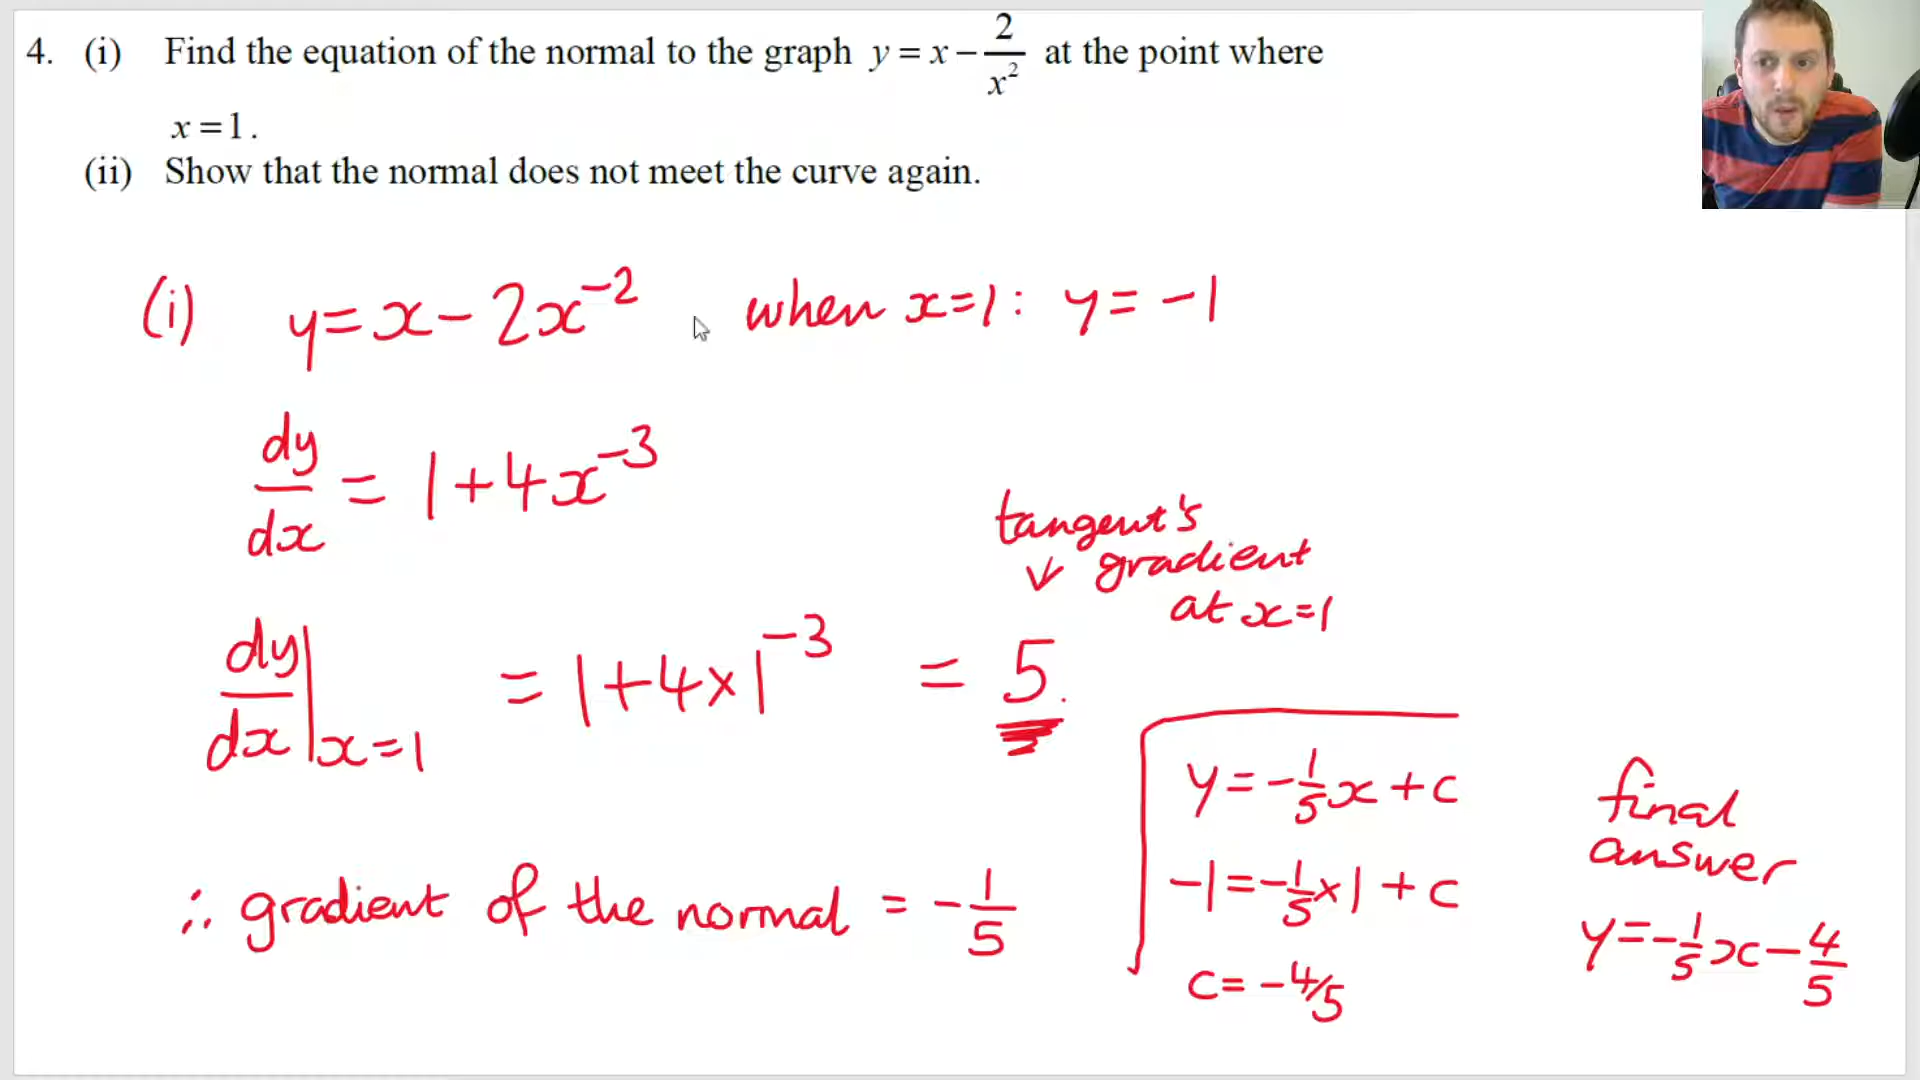 4. (i) Find the equation of the normal to the graph y = x − 2/x² at the point where
x = 1.
(ii) Show that the normal does not meet the curve again.
(i) y = x − 2x⁻² when x=1: y = −1
dy/dx = 1+4x⁻³
tangent's
↓ gradient
at x=1
dy/dx|x=1 = 1+4×1⁻³ = 5.
∴ gradient of the normal = −1/5
y = −1/5x + c
−1 = −1/5×1 + c
c = −4/5
final
answer
y = −1/5x − 4/5